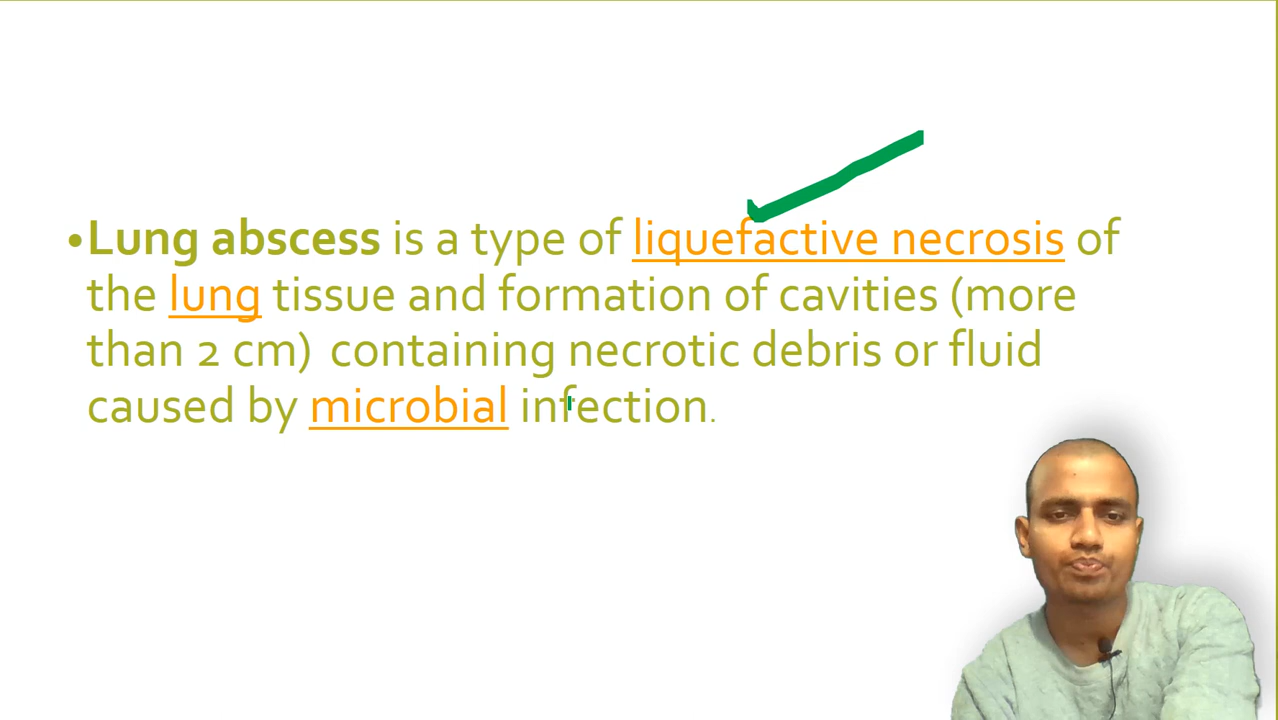 •Lung abscess is a type of liquefactive necrosis of
the lung tissue and formation of cavities (more
than 2 cm) containing necrotic debris or fluid
caused by microbial infection.